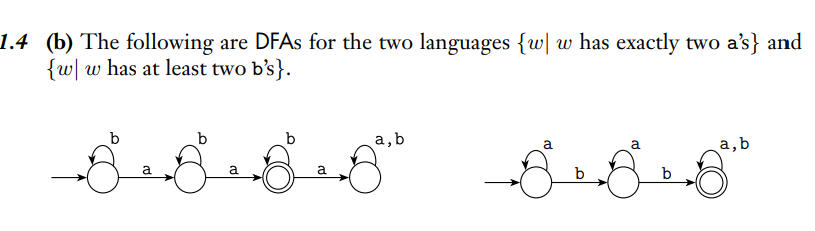 1.4 (b) The following are DFAs for the two languages {w| w has exactly two a's} and
{w| w has at least two b's}.
b b b a,b a a a,b
a a a b b